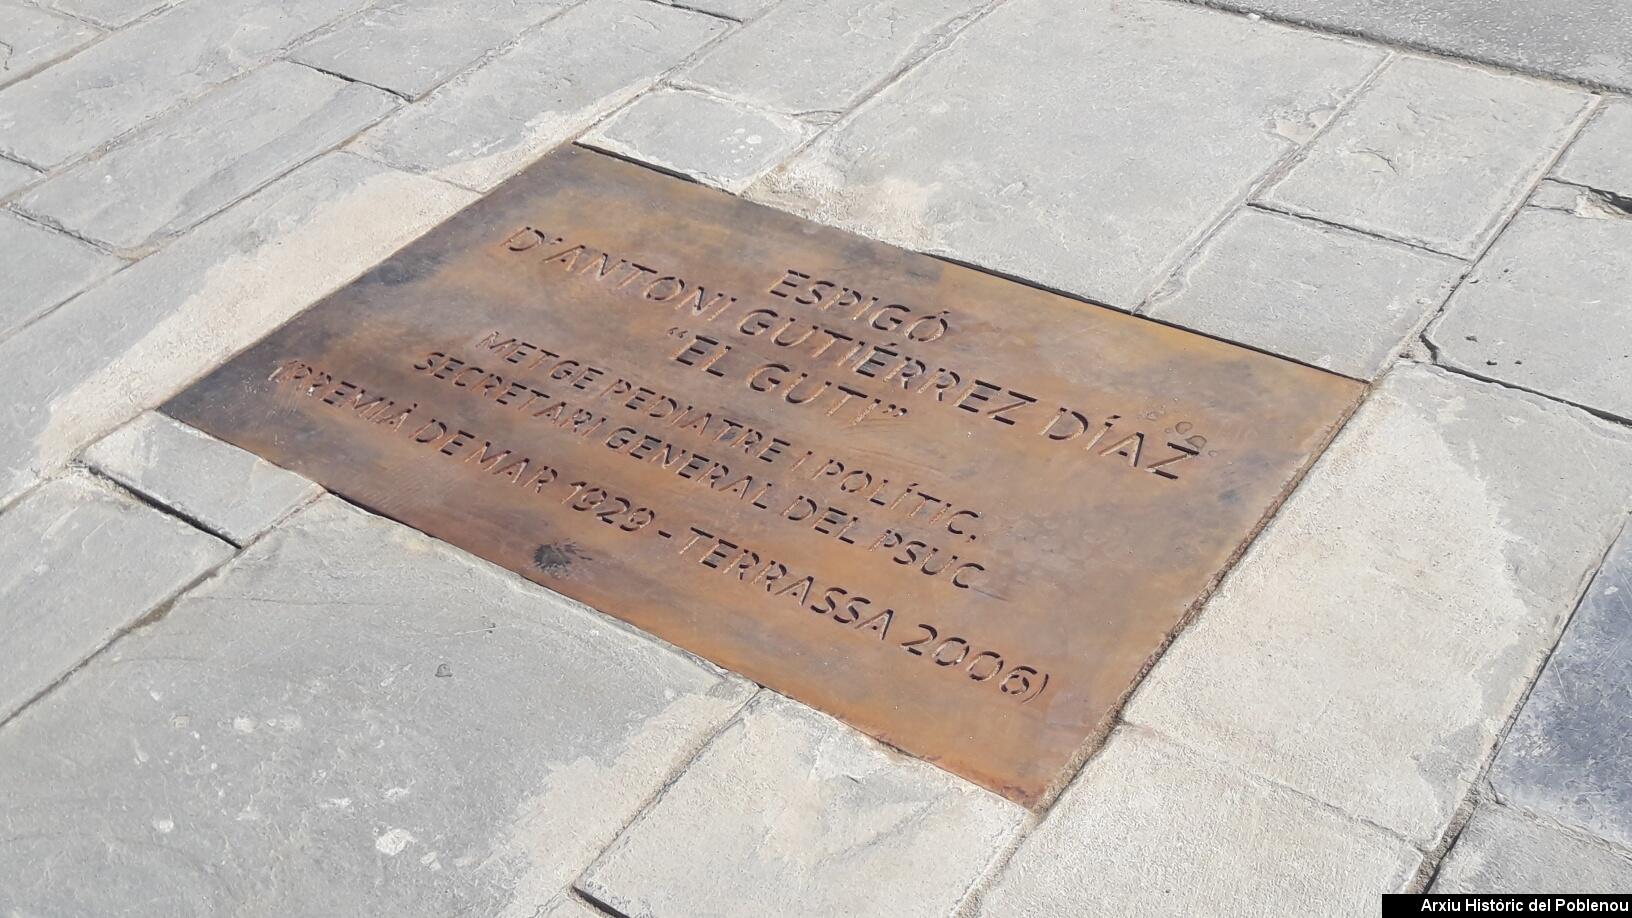 ESPIGÓ
D'ANTONI GUTIÉRREZ DÍAZ
“EL GUTI”
METGE PEDIATRE I POLÍTIC.
SECRETARI GENERAL DEL PSUC
(PREMIÀ DE MAR 1929 - TERRASSA 2006)
Arxiu Històric del Poblenou